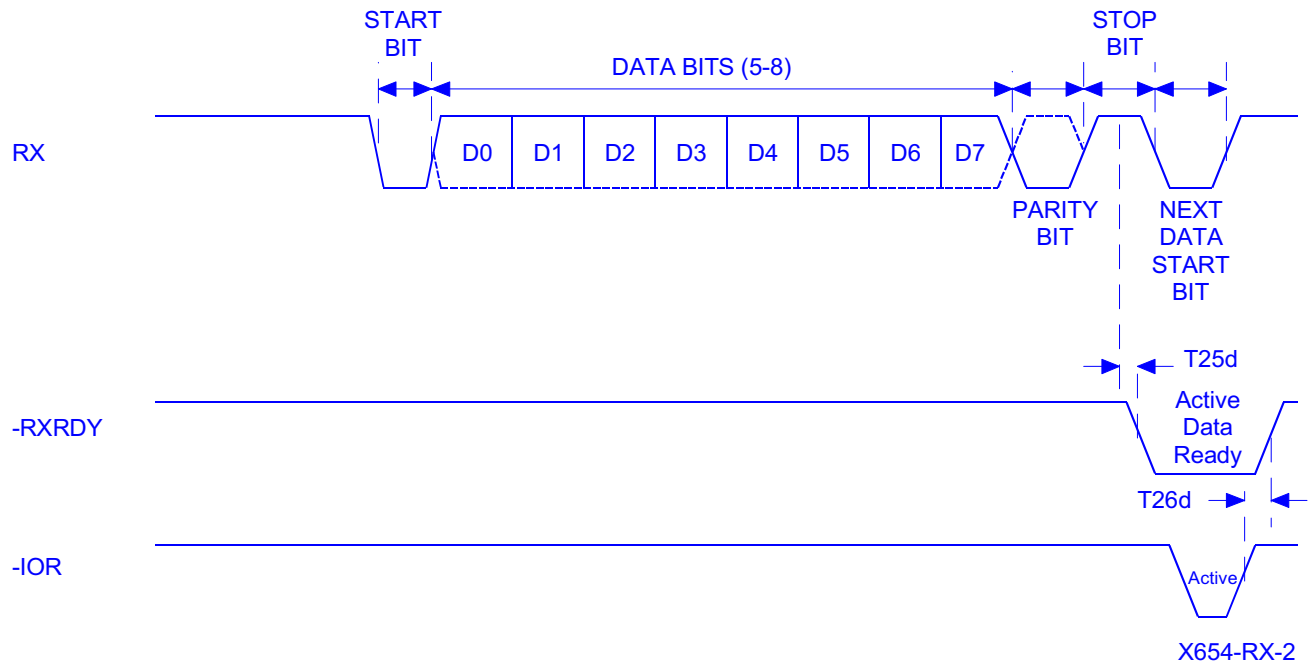 START
BIT
STOP
BIT
DATA BITS (5-8)
RX
D0 D1 D2 D3 D4 D5 D6 D7
PARITY
BIT
NEXT
DATA
START
BIT
T25d
-RXRDY
Active
Data
Ready
T26d
-IOR
Active
X654-RX-2